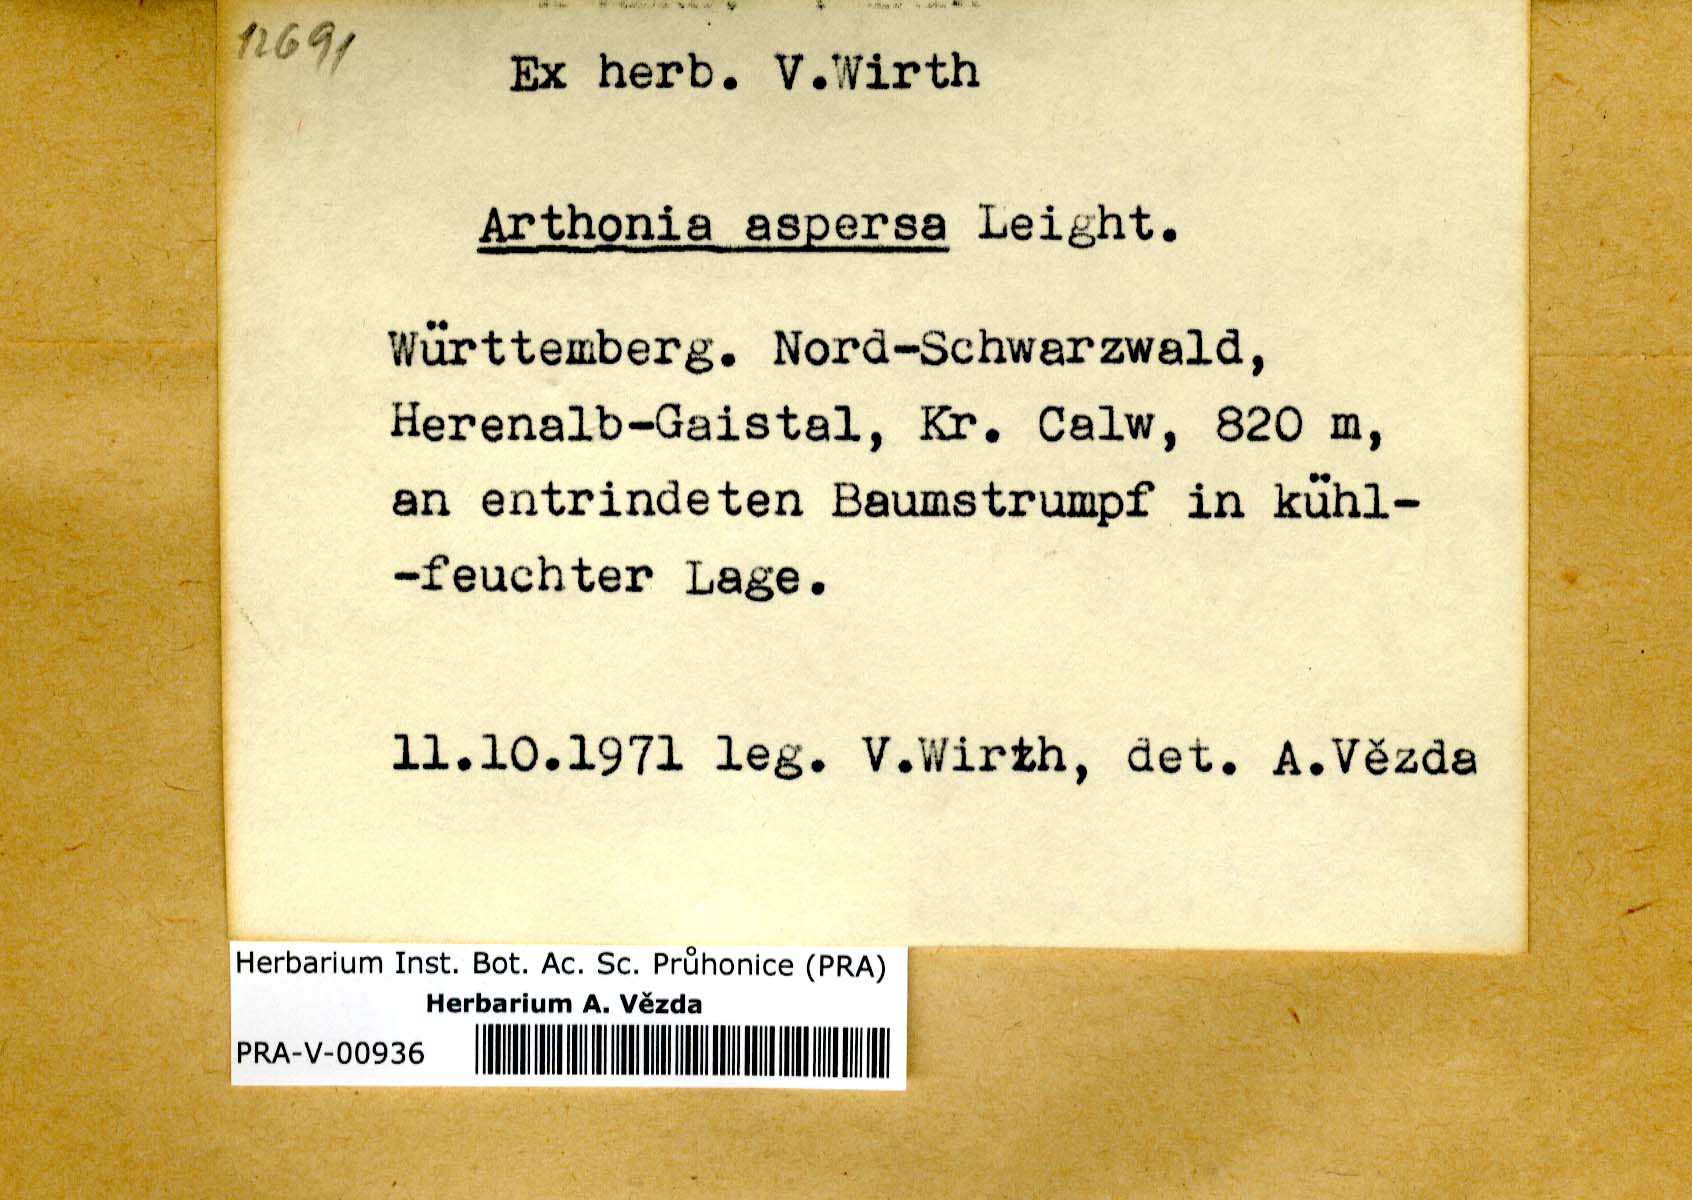 12691
Ex herb. V.Wirth
Arthonia aspersa Leight.
Württemberg. Nord-Schwarzwald,
Herenalb-Gaistal, Kr. Calw, 820 m,
an entrindeten Baumstrumpf in kühl-
-feuchter Lage.
11.10.1971 leg. V.Wirth, det. A.Vězda
Herbarium Inst. Bot. Ac. Sc. Průhonice (PRA)
Herbarium A. Vězda
PRA-V-00936